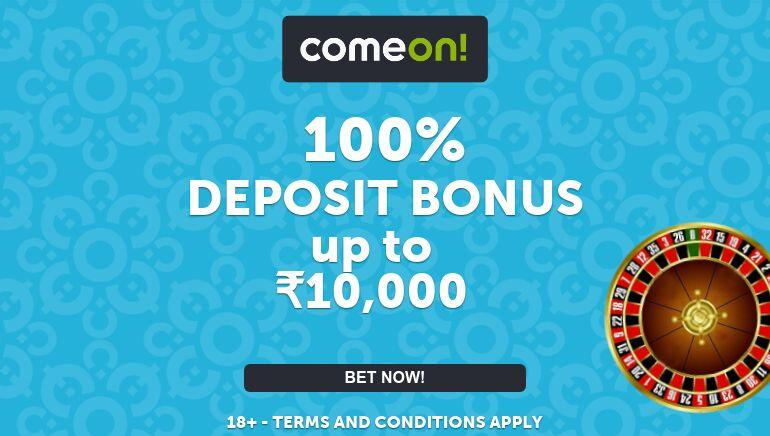 comeon!
100%
DEPOSIT BONUS
up to
₹10,000
BET NOW!
18+ - TERMS AND CONDITIONS APPLY